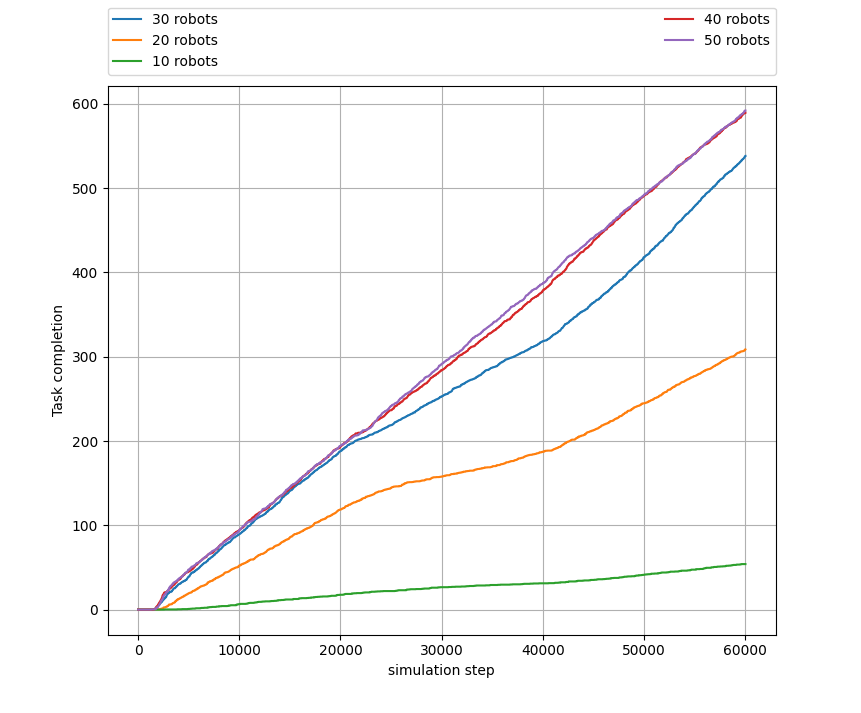 30 robots
20 robots
10 robots
40 robots
50 robots
600
500
400
300
200
100
0
Task completion
0 10000 20000 30000 40000 50000 60000
simulation step